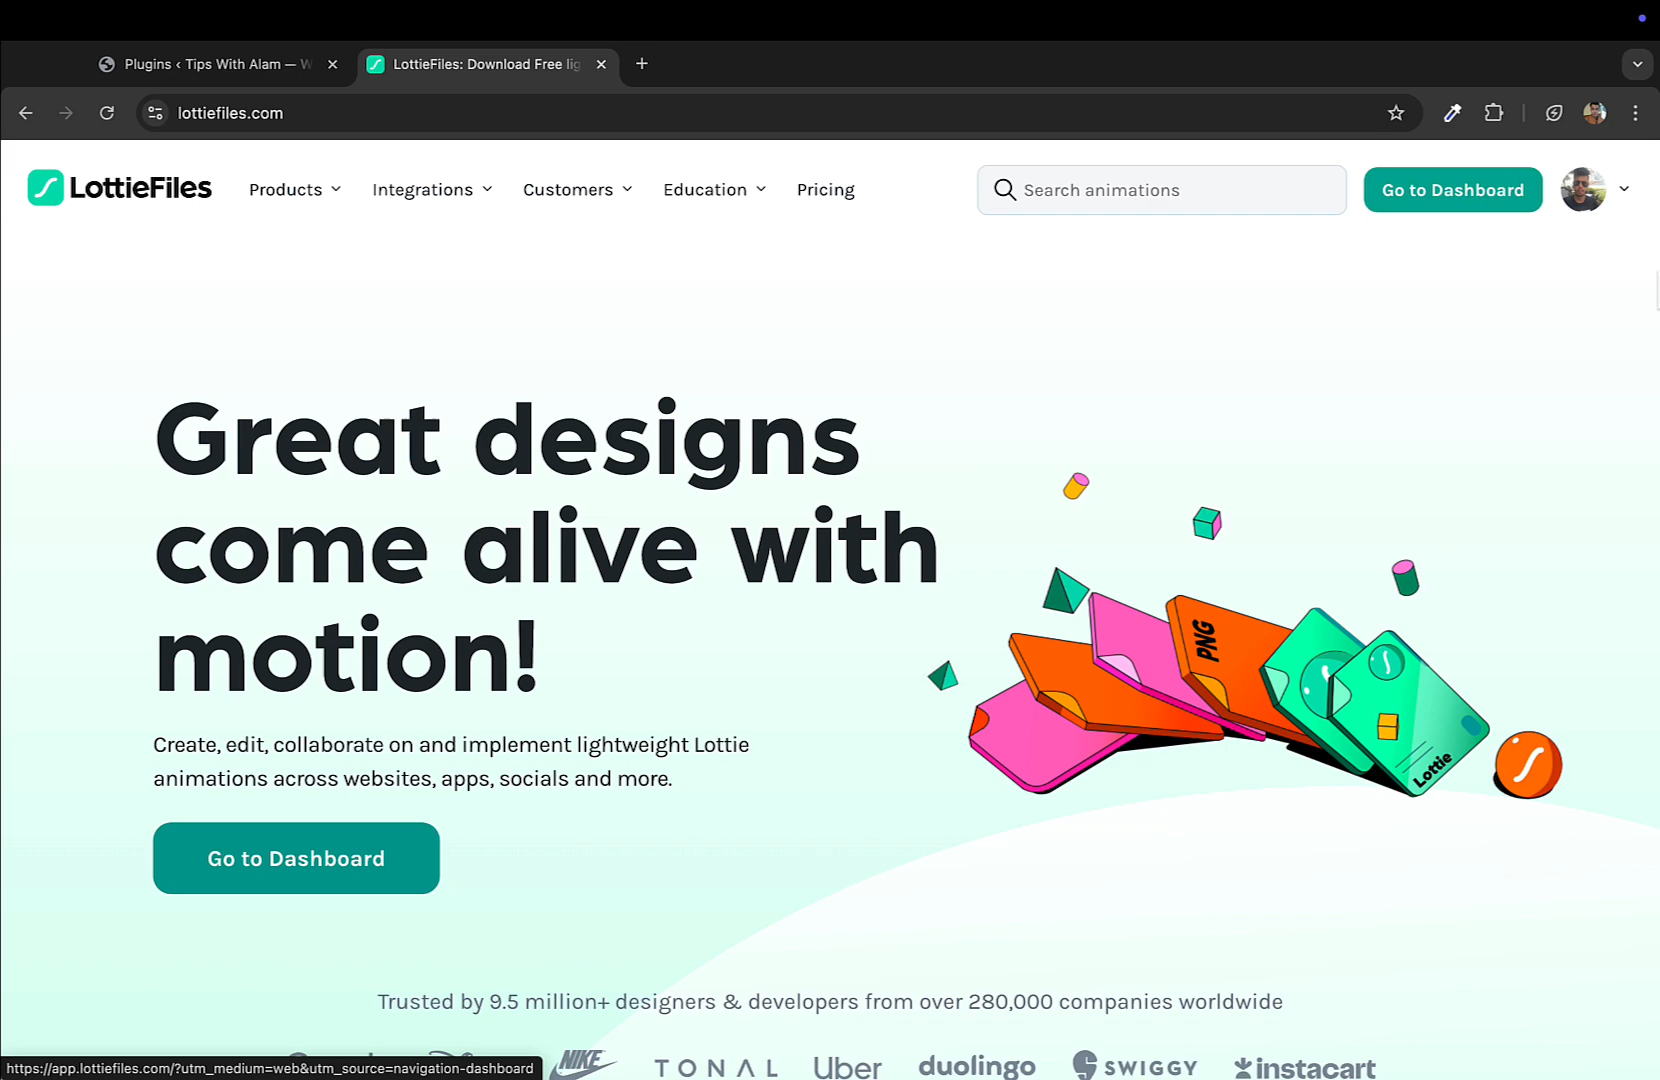 Plugins ‹ Tips With Alam — W
LottieFiles: Download Free lig
lottiefiles.com
LottieFiles
Products
Integrations
Customers
Education
Pricing
Search animations
Go to Dashboard
Great designs
come alive with
motion!
PNG
Lottie
Create, edit, collaborate on and implement lightweight Lottie
animations across websites, apps, socials and more.
Go to Dashboard
Trusted by 9.5 million+ designers & developers from over 280,000 companies worldwide
NIKE
TONAL
Uber
duolingo
SWIGGY
instacart
https://app.lottiefiles.com/?utm_medium=web&utm_source=navigation-dashboard